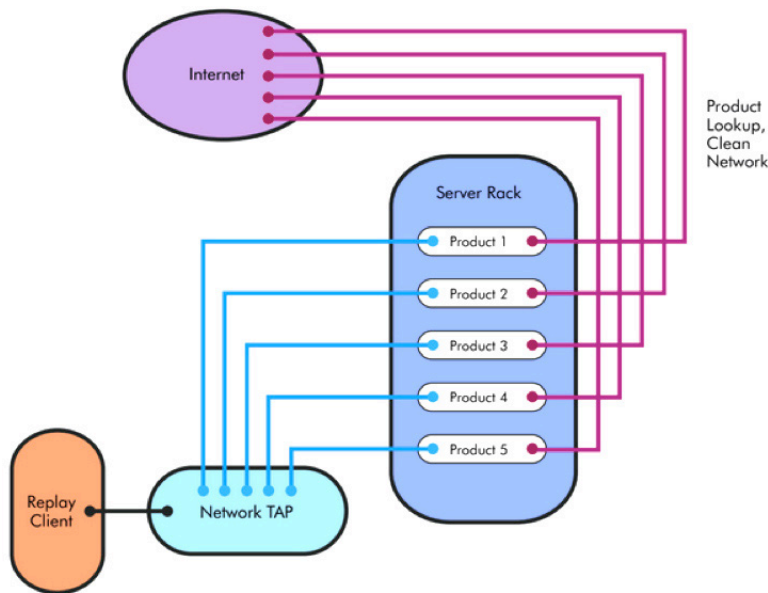 Internet
Product
Lookup,
Clean
Network
Server Rack
Product 1
Product 2
Product 3
Product 4
Product 5
Replay
Client
Network TAP